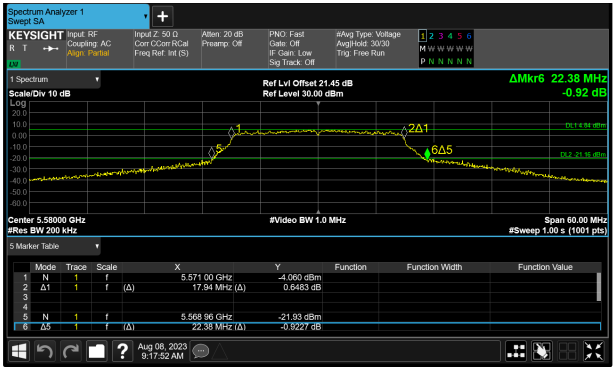 Spectrum Analyzer 1
Swept SA
KEYSIGHT Input: RF Input Z: 50 Ω Atten: 20 dB PNO: Fast #Avg Type: Voltage 1 2 3 4 5 6
R T Coupling: AC Corr CCorr RCal Preamp: Off Gate: Off Avg|Hold: 30/30 M W W W W W
Align: Partial Freq Ref: Int (S) IF Gain: Low Trig: Free Run
Sig Track: Off P N N N N N
LXI
1 Spectrum Ref Lvl Offset 21.45 dB ΔMkr6 22.38 MHz
Scale/Div 10 dB Ref Level 30.00 dBm -0.92 dB
Log
20.0
10.0 1 2Δ1 DL1 4.84 dBm
0.00
-10.0 5 6Δ5
-20.0 DL2 -21.16 dBm
-30.0
-40.0
-50.0
-60.0
Center 5.58000 GHz #Video BW 1.0 MHz Span 60.00 MHz
#Res BW 200 kHz #Sweep 1.00 s (1001 pts)
5 Marker Table
Mode Trace Scale X Y Function Function Width Function Value
1 N 1 f 5.571 00 GHz -4.060 dBm
2 Δ1 1 f (Δ) 17.94 MHz (Δ) 0.6483 dB
3
4
5 N 1 f 5.568 96 GHz -21.93 dBm
6 Δ5 1 f (Δ) 22.38 MHz (Δ) -0.9227 dB
? Aug 08, 2023
9:17:52 AM